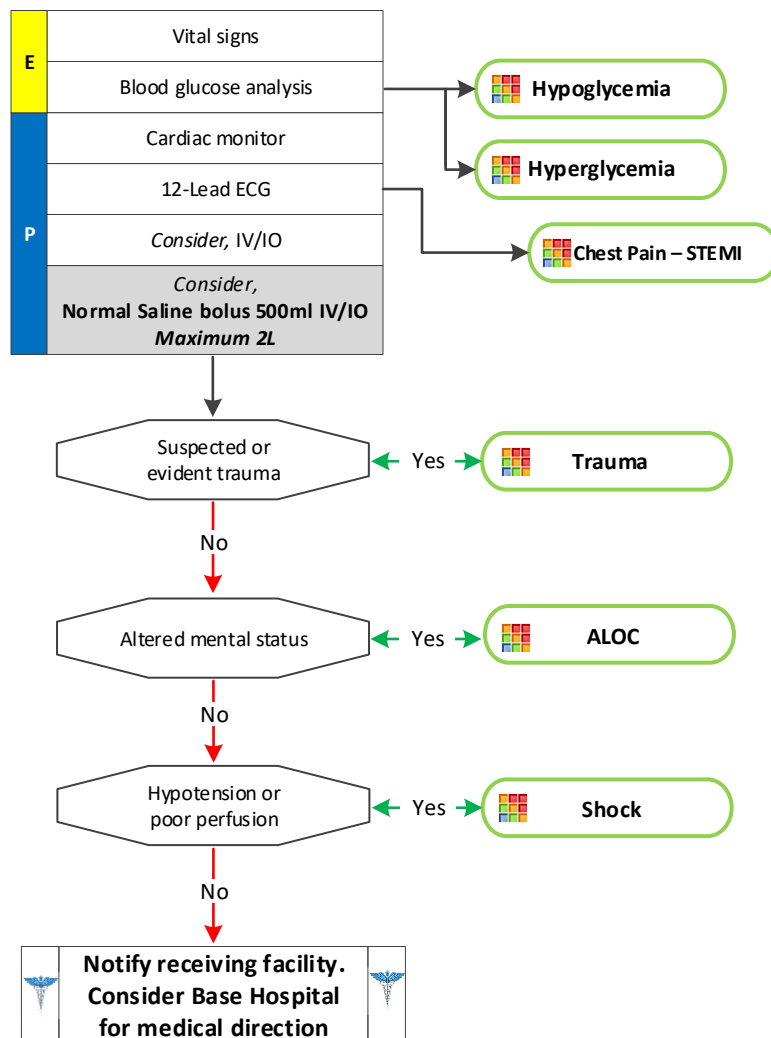 E
Vital signs
Blood glucose analysis
Hypoglycemia
Hyperglycemia
P
Cardiac monitor
12-Lead ECG
Chest Pain – STEMI
Consider, IV/IO
Consider,
Normal Saline bolus 500ml IV/IO
Maximum 2L
Suspected or
evident trauma
Yes
Trauma
No
Altered mental status
Yes
ALOC
No
Hypotension or
poor perfusion
Yes
Shock
No
Notify receiving facility.
Consider Base Hospital
for medical direction